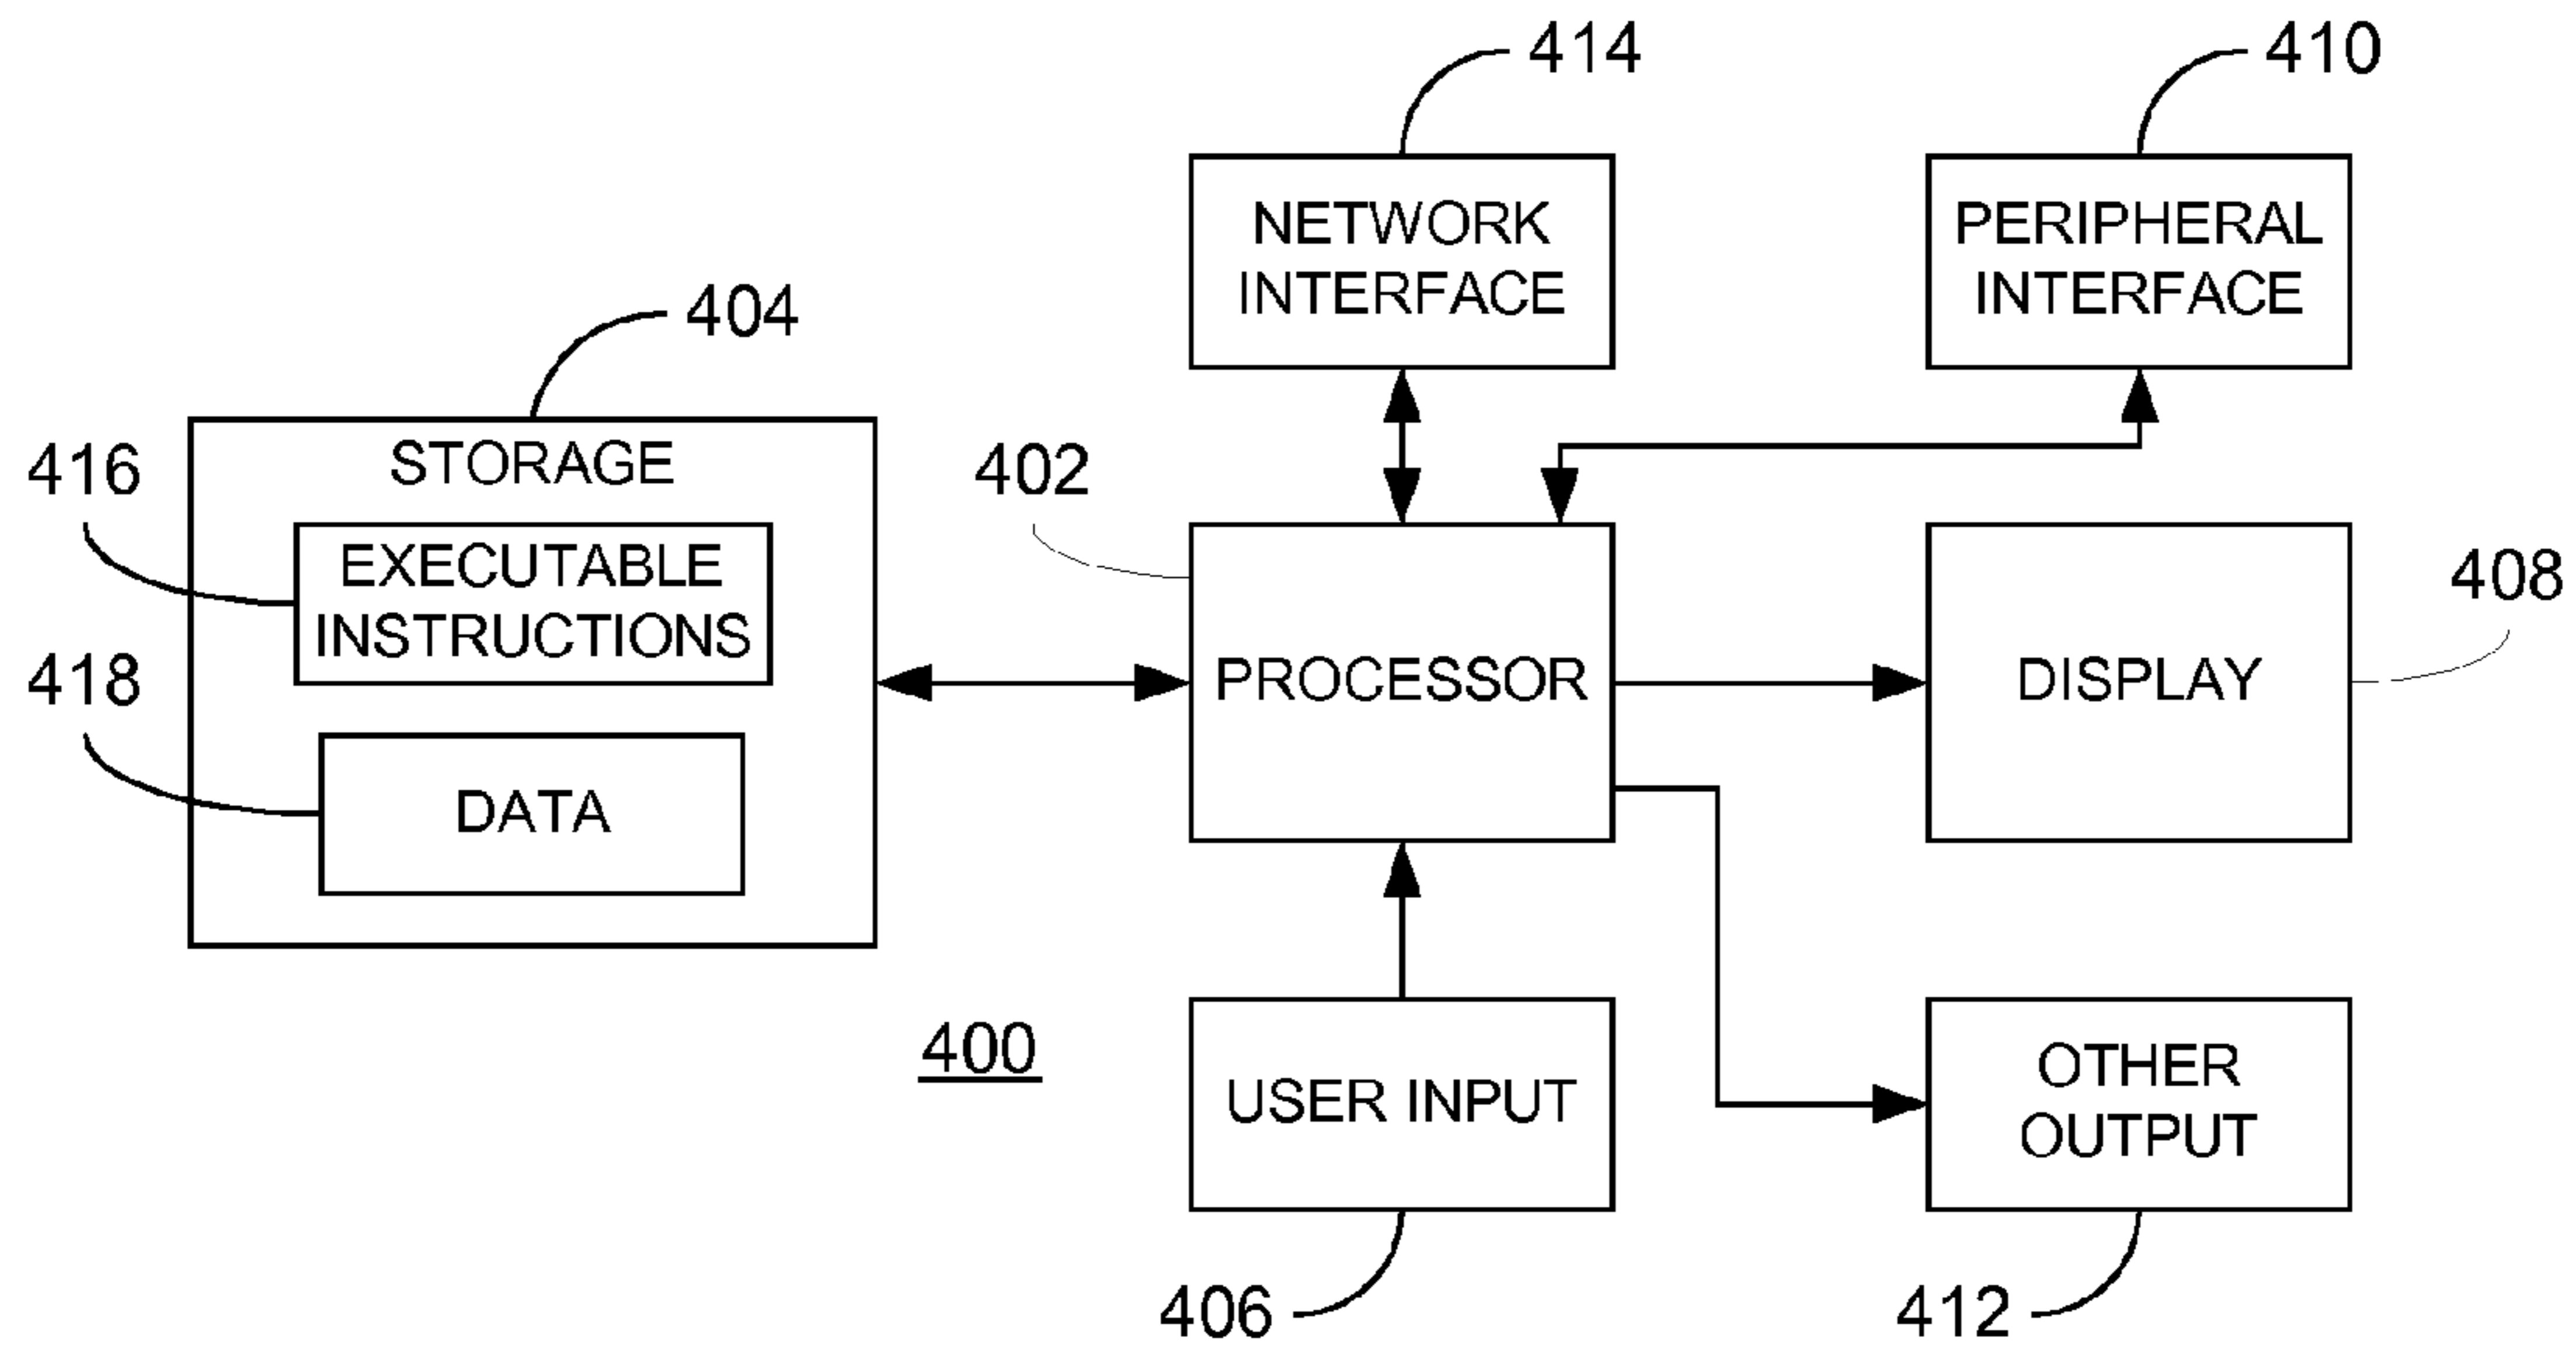 414
410
NETWORK
INTERFACE
PERIPHERAL
INTERFACE
404
STORAGE
416
EXECUTABLE
INSTRUCTIONS
418
DATA
402
PROCESSOR
DISPLAY
408
400
USER INPUT
OTHER
OUTPUT
406
412